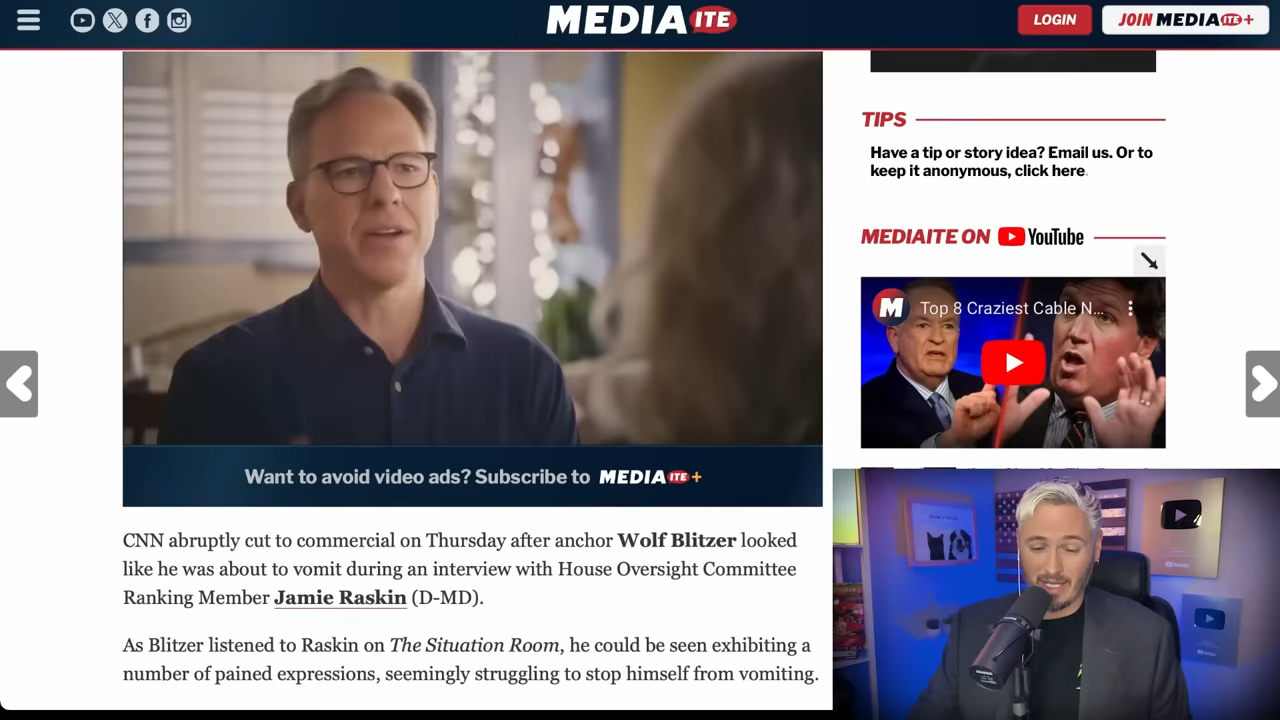 MEDIAITE
LOGIN
JOIN MEDIAITE+
TIPS
Have a tip or story idea? Email us. Or to
keep it anonymous, click here.
MEDIAITE ON YouTube
M
Top 8 Craziest Cable N...
Want to avoid video ads? Subscribe to MEDIAITE+
CNN abruptly cut to commercial on Thursday after anchor Wolf Blitzer looked
like he was about to vomit during an interview with House Oversight Committee
Ranking Member Jamie Raskin (D-MD).
As Blitzer listened to Raskin on The Situation Room, he could be seen exhibiting a
number of pained expressions, seemingly struggling to stop himself from vomiting.